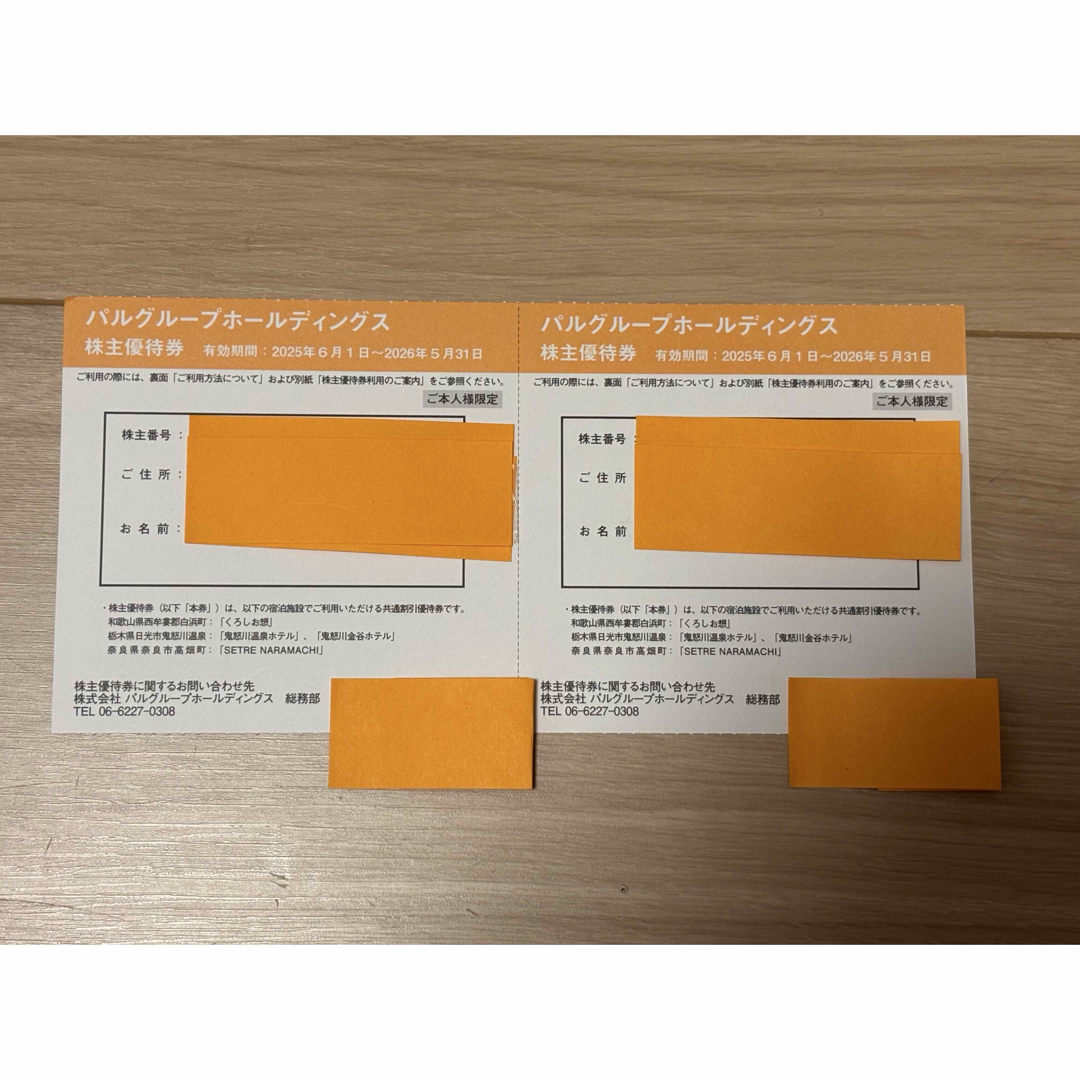 パルグループホールディングス
株主優待券 有効期間：2025年6月1日～2026年5月31日
ご利用の際には、裏面「ご利用方法について」および別紙「株主優待券利用のご案内」をご参照ください。
ご本人様限定
株主番号：
ご住所：
お名前：
・株主優待券（以下「本券」）は、以下の宿泊施設でご利用いただける共通割引優待券です。
和歌山県西牟婁郡白浜町：「くろしお想」
栃木県日光市鬼怒川温泉：「鬼怒川温泉ホテル」、「鬼怒川金谷ホテル」
奈良県奈良市高畑町：「SETRE NARAMACHI」
株主優待券に関するお問い合わせ先
株式会社 パルグループホールディングス 総務部
TEL 06-6227-0308
パルグループホールディングス
株主優待券 有効期間：2025年6月1日～2026年5月31日
ご利用の際には、裏面「ご利用方法について」および別紙「株主優待券利用のご案内」をご参照ください。
ご本人様限定
株主番号：
ご住所
お名前
・株主優待券（以下「本券」）は、以下の宿泊施設でご利用いただける共通割引優待券です。
和歌山県西牟婁郡白浜町：「くろしお想」
栃木県日光市鬼怒川温泉：「鬼怒川温泉ホテル」、「鬼怒川金谷ホテル」
奈良県奈良市高畑町：「SETRE NARAMACHI」
株主優待券に関するお問い合わせ先
株式会社 パルグループホールディングス 総務部
TEL 06-6227-0308